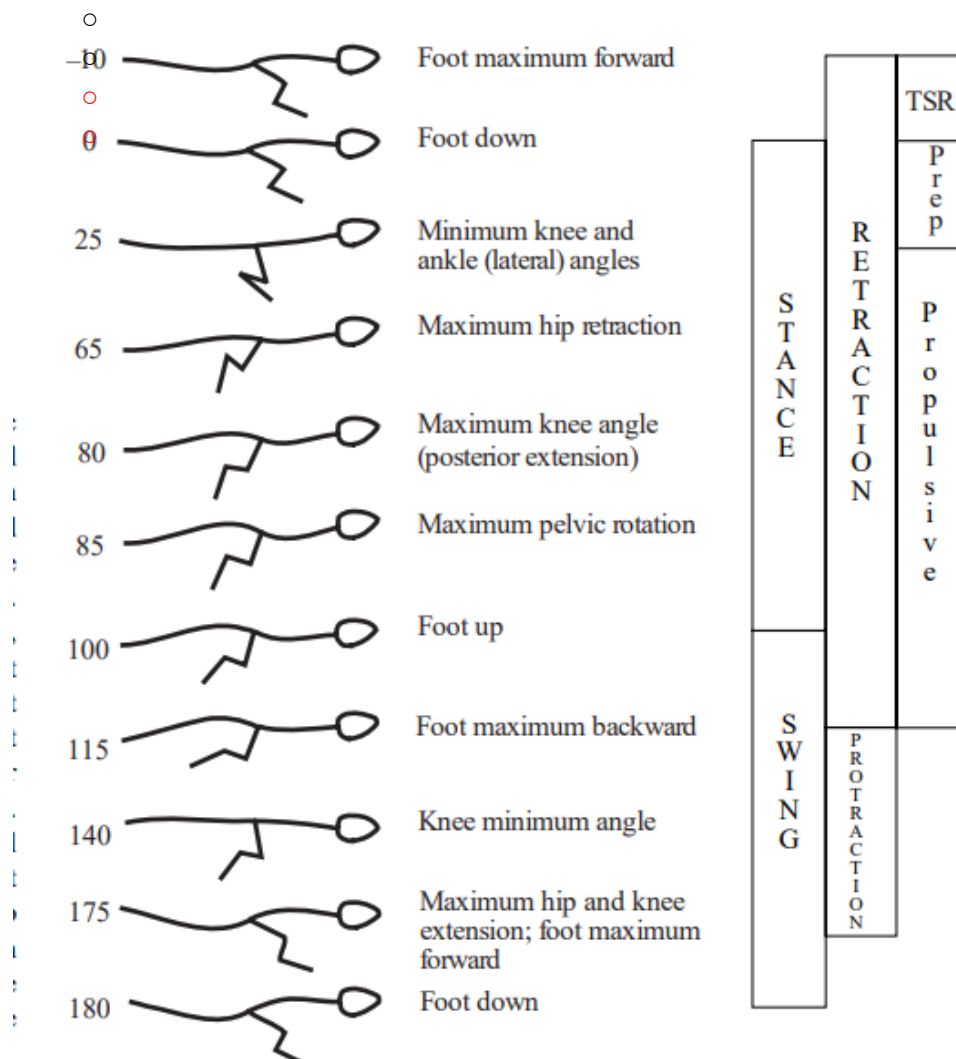 –10 Foot maximum forward
0 Foot down
25 Minimum knee and
ankle (lateral) angles
65 Maximum hip retraction
80 Maximum knee angle
(posterior extension)
85 Maximum pelvic rotation
100 Foot up
115 Foot maximum backward
140 Knee minimum angle
175 Maximum hip and knee
extension; foot maximum
forward
180 Foot down
STANCE
SWING
RETRACTION
PROTRACTION
TSR
Prep
Propulsive